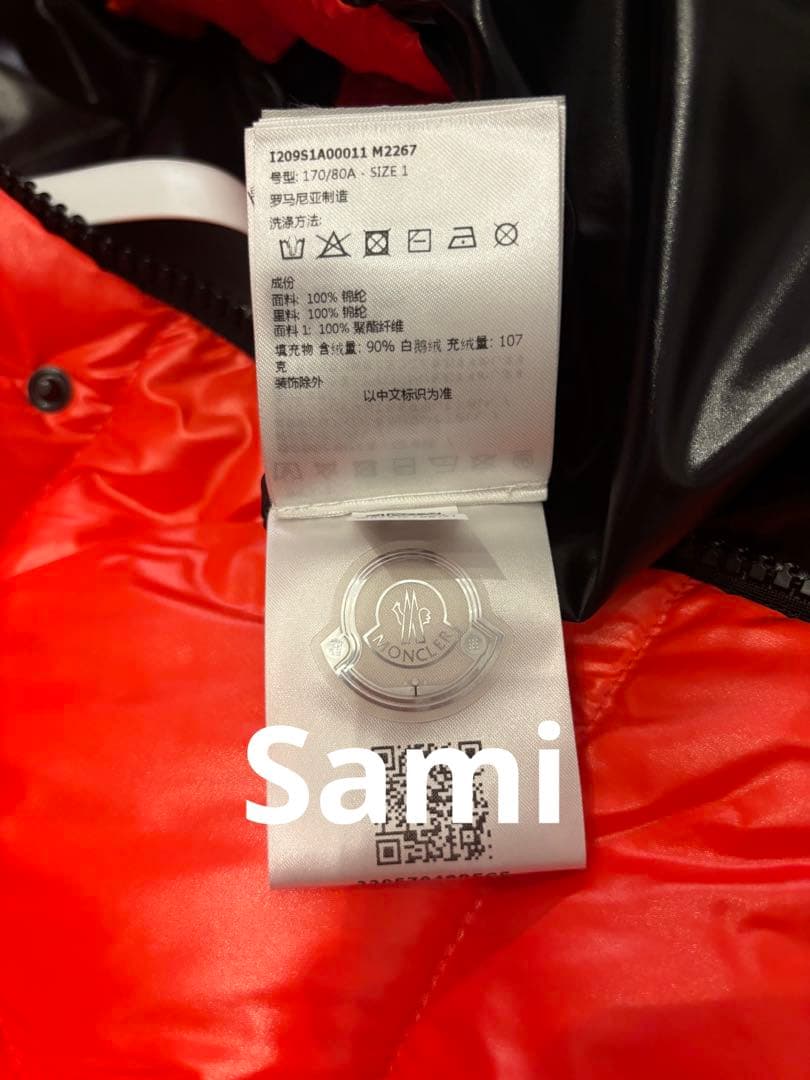 I209S1A00011 M2267
号型: 170/80A - SIZE 1
罗马尼亚制造
洗涤方法:
成份
面料: 100% 锦纶
里料: 100% 锦纶
面料 1: 100% 聚酯纤维
填充物 含绒量: 90% 白鹅绒 充绒量: 107
克
装饰除外
以中文标识为准
MONCLER
Sami